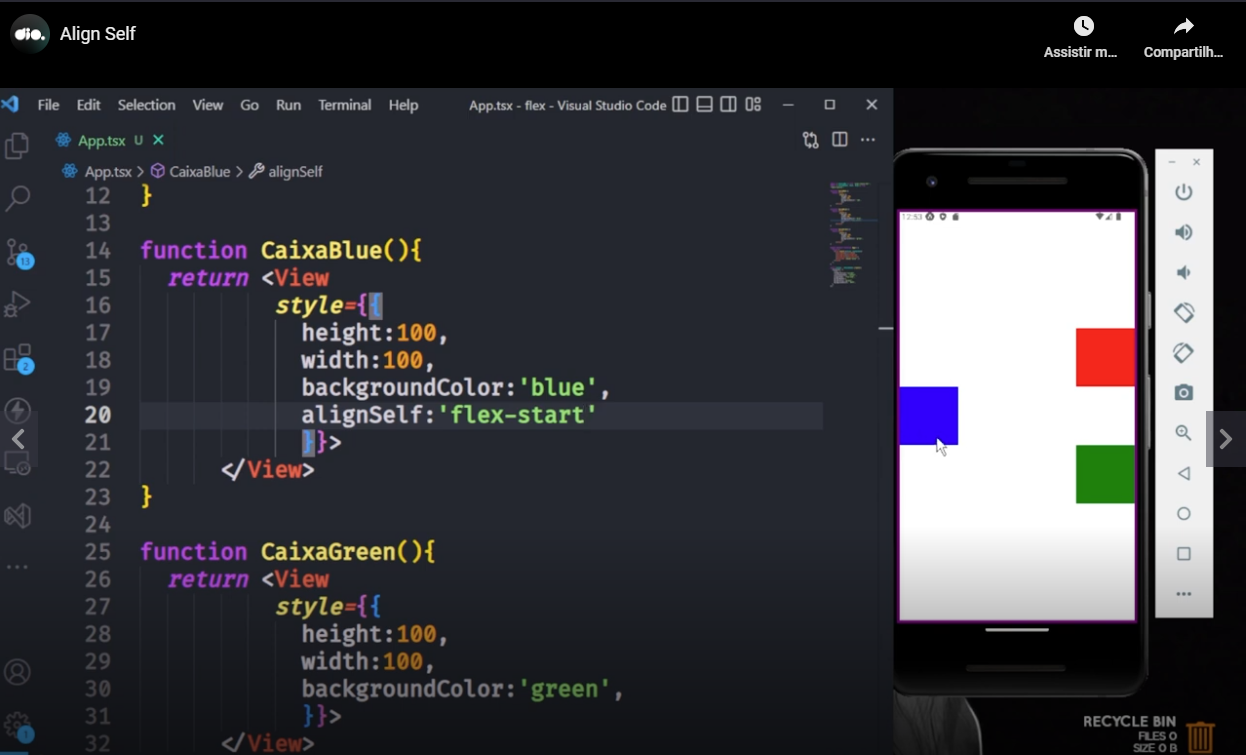 dio.
Align Self
Assistir m...
Compartilh...
File Edit Selection View Go Run Terminal Help
App.tsx - flex - Visual Studio Code
App.tsx U
App.tsx > CaixaBlue > alignSelf
12 }
13
14 function CaixaBlue(){
15 return <View
16 style={{
17 height:100,
18 width:100,
19 backgroundColor:'blue',
20 alignSelf:'flex-start'
21 }}>
22 </View>
23 }
24
25 function CaixaGreen(){
26 return <View
27 style={{
28 height:100,
29 width:100,
30 backgroundColor:'green',
31 }}>
32 </View>
13
2
1
12:53
RECYCLE BIN
FILES 0
SIZE 0 B